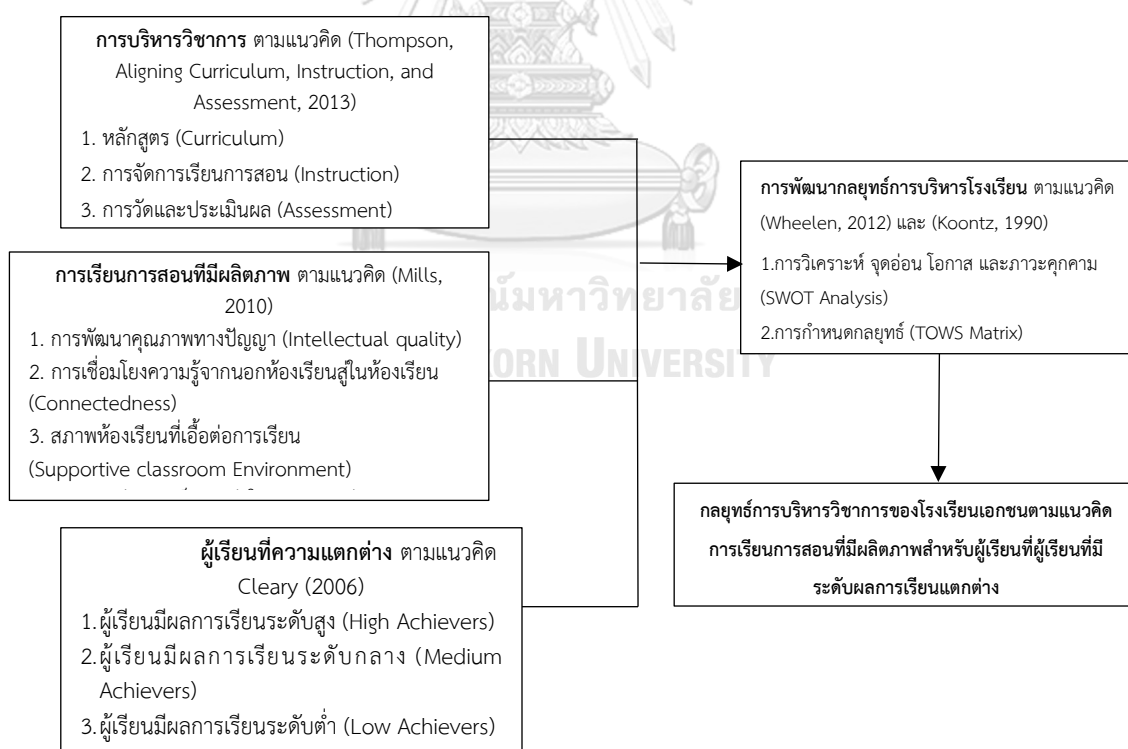 การบริหารวิชาการ ตามแนวคิด (Thompson,
Aligning Curriculum, Instruction, and
Assessment, 2013)
1. หลักสูตร (Curriculum)
2. การจัดการเรียนการสอน (Instruction)
3. การวัดและประเมินผล (Assessment)
การเรียนการสอนที่มีผลิตภาพ ตามแนวคิด (Mills,
2010)
1. การพัฒนาคุณภาพทางปัญญา (Intellectual quality)
2. การเชื่อมโยงความรู้จากนอกห้องเรียนสู่ในห้องเรียน
(Connectedness)
3. สภาพห้องเรียนที่เอื้อต่อการเรียน
(Supportive classroom Environment)
ผู้เรียนที่ความแตกต่าง ตามแนวคิด
Cleary (2006)
1.ผู้เรียนมีผลการเรียนระดับสูง (High Achievers)
2.ผู้เรียนมีผลการเรียนระดับกลาง (Medium
Achievers)
3.ผู้เรียนมีผลการเรียนระดับต่ำ (Low Achievers)
การพัฒนากลยุทธ์การบริหารโรงเรียน ตามแนวคิด
(Wheelen, 2012) และ (Koontz, 1990)
1.การวิเคราะห์ จุดอ่อน โอกาส และภาวะคุกคาม
(SWOT Analysis)
2.การกำหนดกลยุทธ์ (TOWS Matrix)
กลยุทธ์การบริหารวิชาการของโรงเรียนเอกชนตามแนวคิด
การเรียนการสอนที่มีผลิตภาพสำหรับผู้เรียนที่ผู้เรียนที่มี
ระดับผลการเรียนแตกต่าง
์มหาวิทยาลัย
KORN UNIVERSITY